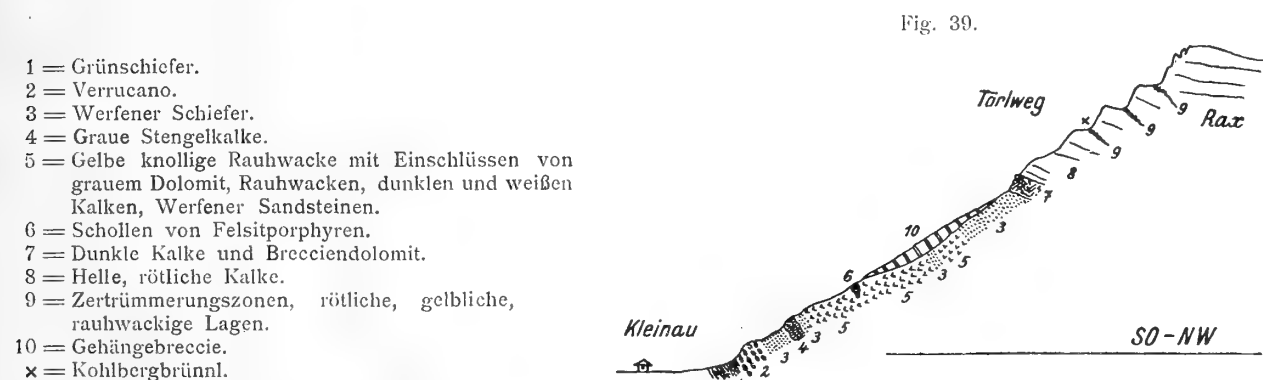 Fig. 39.
1 = Grünschiefer.
2 = Verrucano.
3 = Werfener Schiefer.
4 = Graue Stengelkalke.
5 = Gelbe knollige Rauhwacke mit Einschlüssen von
grauem Dolomit, Rauhwacken, dunklen und weißen
Kalken, Werfener Sandsteinen.
6 = Schollen von Felsitporphyren.
7 = Dunkle Kalke und Brecciendolomit.
8 = Helle, rötliche Kalke.
9 = Zertrümmerungszonen, rötliche, gelbliche,
rauhwackige Lagen.
10 = Gehängebreccie.
x = Kohlbergbrünnl.
Törlweg
x
9
Rax
9
9
8
7
10
3
5
3
6
5
5
Kleinau
3
4
3
2
SO-NW